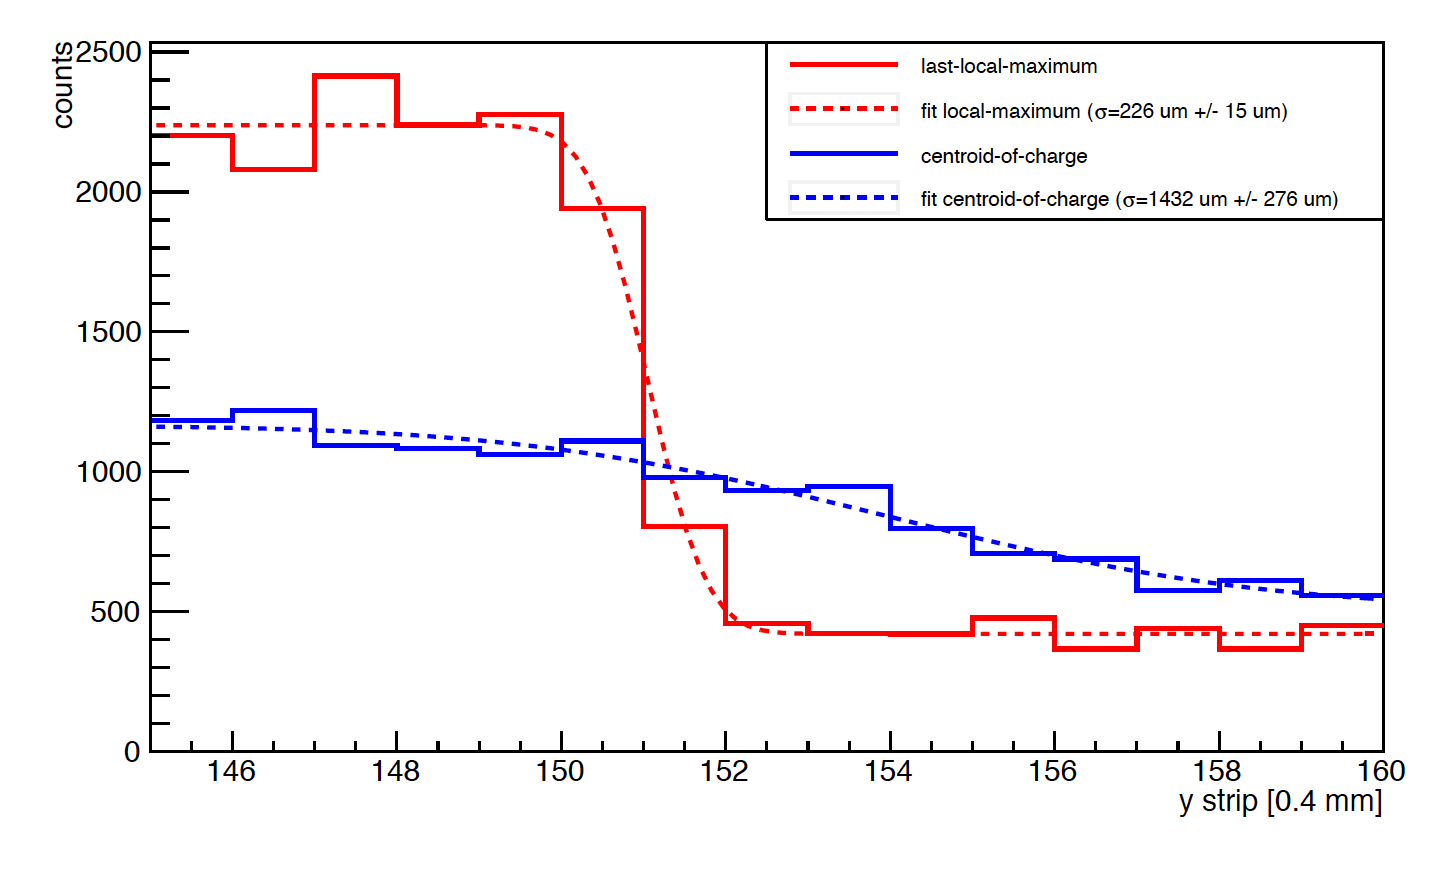 counts
2500
2000
1500
1000
500
0
last-local-maximum
fit local-maximum (σ=226 um +/- 15 um)
centroid-of-charge
fit centroid-of-charge (σ=1432 um +/- 276 um)
146 148 150 152 154 156 158 160
y strip [0.4 mm]